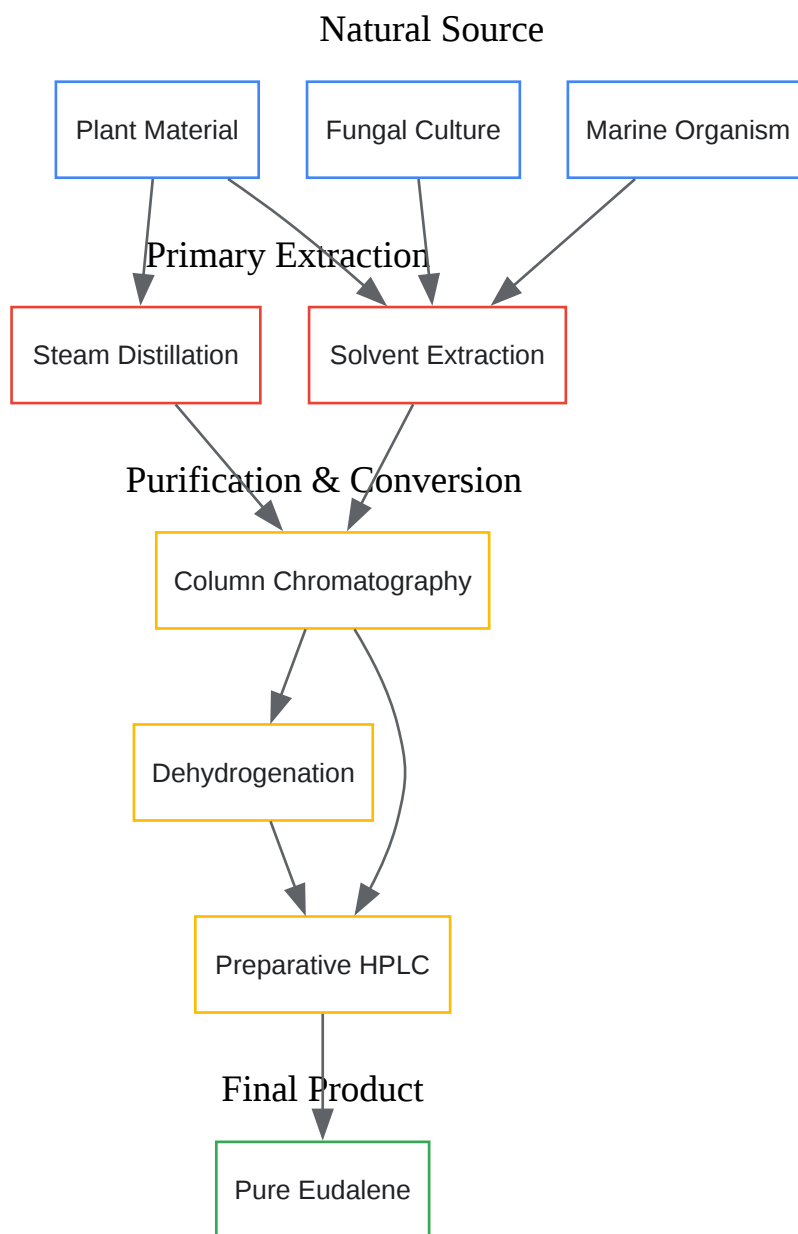 Natural Source
Plant Material
Fungal Culture
Marine Organism
Primary Extraction
Steam Distillation
Solvent Extraction
Purification & Conversion
Column Chromatography
Dehydrogenation
Preparative HPLC
Final Product
Pure Eudalene